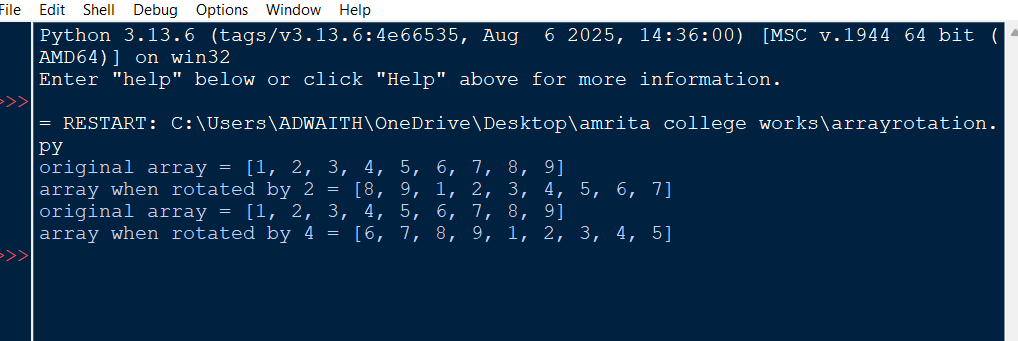 File Edit Shell Debug Options Window Help
Python 3.13.6 (tags/v3.13.6:4e66535, Aug  6 2025, 14:36:00) [MSC v.1944 64 bit (
AMD64)] on win32
Enter "help" below or click "Help" above for more information.
>>>
= RESTART: C:\Users\ADWAITH\OneDrive\Desktop\amrita college works\arrayrotation.
py
original array = [1, 2, 3, 4, 5, 6, 7, 8, 9]
array when rotated by 2 = [8, 9, 1, 2, 3, 4, 5, 6, 7]
original array = [1, 2, 3, 4, 5, 6, 7, 8, 9]
array when rotated by 4 = [6, 7, 8, 9, 1, 2, 3, 4, 5]
>>>